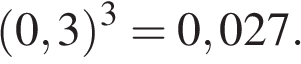 (0,3)³ = 0,027.